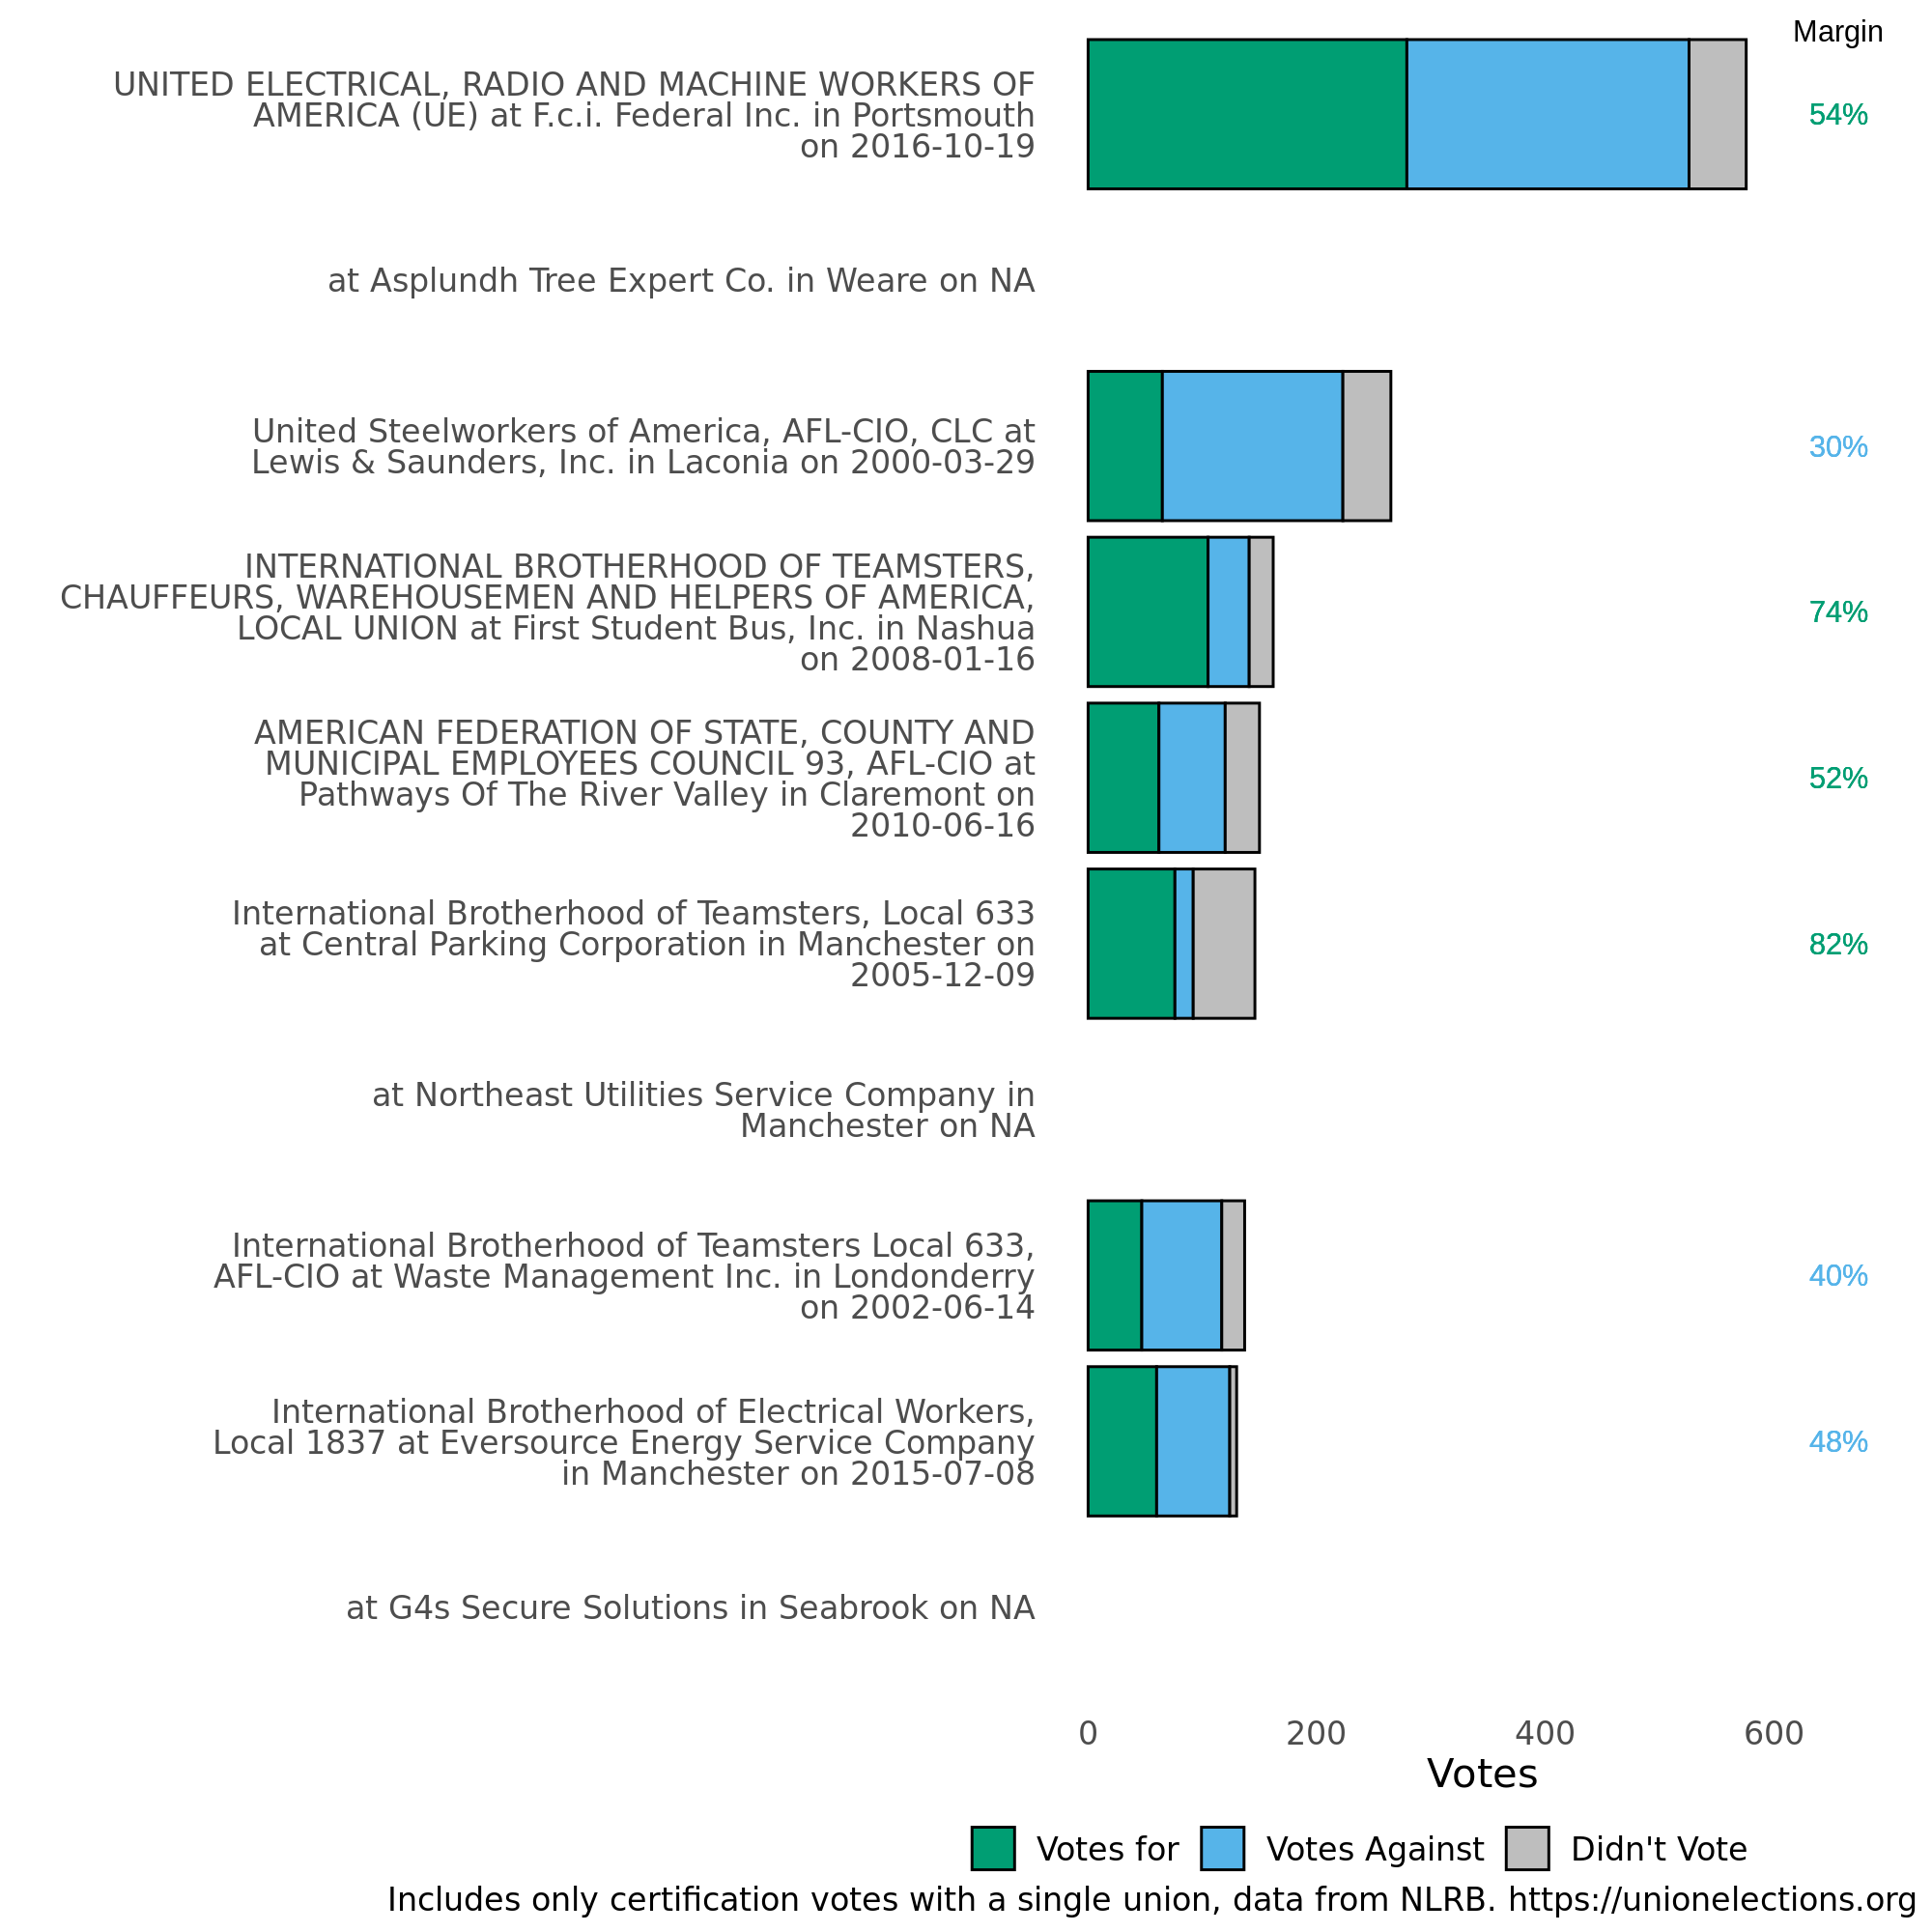 Margin
UNITED ELECTRICAL, RADIO AND MACHINE WORKERS OF
AMERICA (UE) at F.c.i. Federal Inc. in Portsmouth
on 2016-10-19
54%
at Asplundh Tree Expert Co. in Weare on NA
United Steelworkers of America, AFL-CIO, CLC at
Lewis & Saunders, Inc. in Laconia on 2000-03-29
30%
INTERNATIONAL BROTHERHOOD OF TEAMSTERS,
CHAUFFEURS, WAREHOUSEMEN AND HELPERS OF AMERICA,
LOCAL UNION at First Student Bus, Inc. in Nashua
on 2008-01-16
74%
AMERICAN FEDERATION OF STATE, COUNTY AND
MUNICIPAL EMPLOYEES COUNCIL 93, AFL-CIO at
Pathways Of The River Valley in Claremont on
2010-06-16
52%
International Brotherhood of Teamsters, Local 633
at Central Parking Corporation in Manchester on
2005-12-09
82%
at Northeast Utilities Service Company in
Manchester on NA
International Brotherhood of Teamsters Local 633,
AFL-CIO at Waste Management Inc. in Londonderry
on 2002-06-14
40%
International Brotherhood of Electrical Workers,
Local 1837 at Eversource Energy Service Company
in Manchester on 2015-07-08
48%
at G4s Secure Solutions in Seabrook on NA
0 200 400 600
Votes
Votes for Votes Against Didn't Vote
Includes only certification votes with a single union, data from NLRB. https://unionelections.org